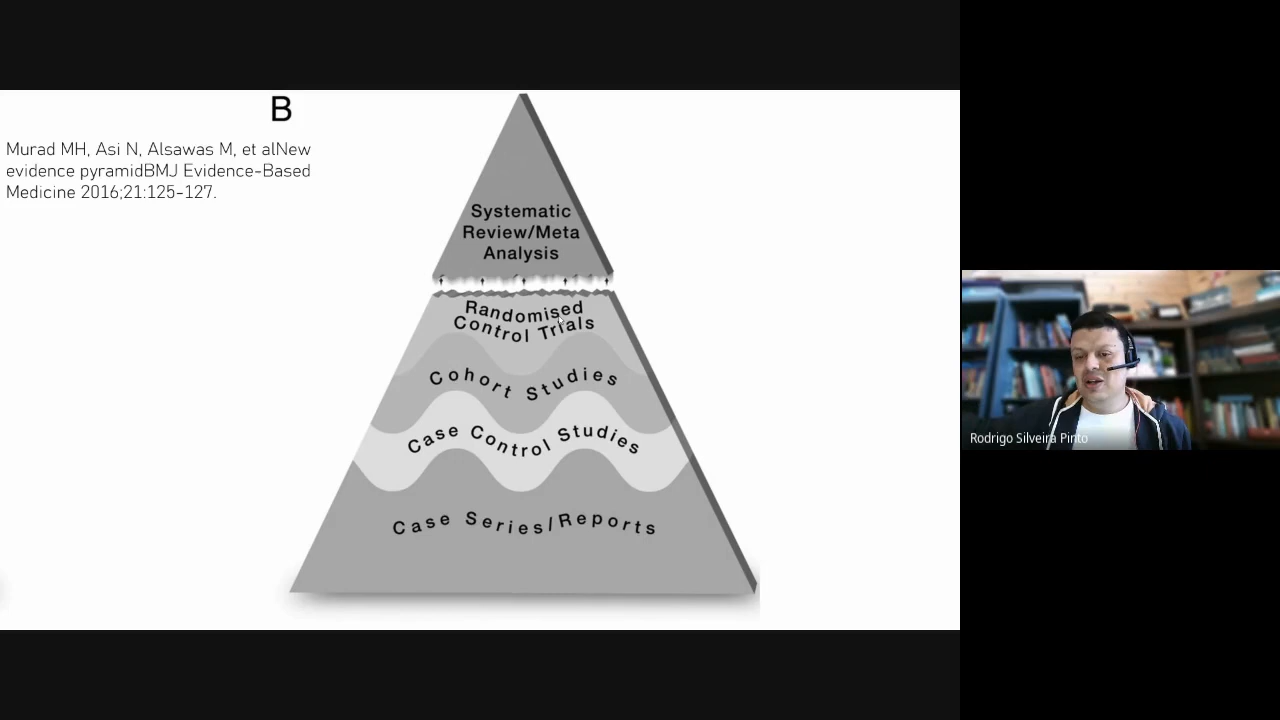 B
Murad MH, Asi N, Alsawas M, et alNew
evidence pyramidBMJ Evidence-Based
Medicine 2016;21:125-127.
Systematic
Review/Meta
Analysis
Randomised
Control Trials
Cohort Studies
Case Control Studies
Case Series/Reports
Rodrigo Silveira Pinto